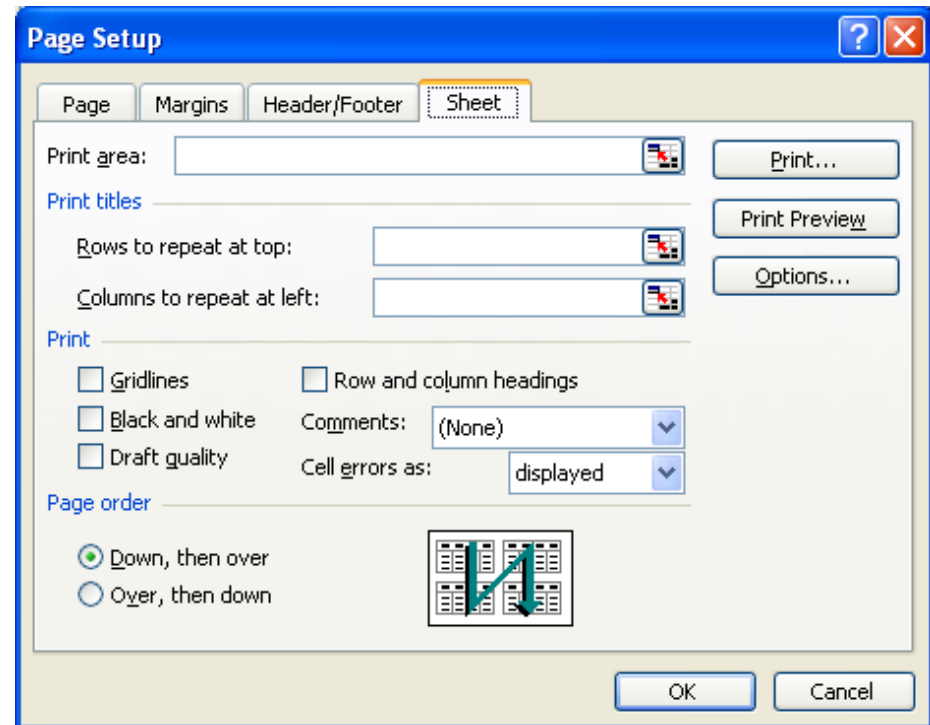 Page Setup
Page Margins Header/Footer Sheet
Print area:
Print...
Print titles
Print Preview
Rows to repeat at top:
Options...
Columns to repeat at left:
Print
Gridlines Row and column headings
Black and white Comments: (None)
Draft quality Cell errors as: displayed
Page order
Down, then over
Over, then down
OK Cancel